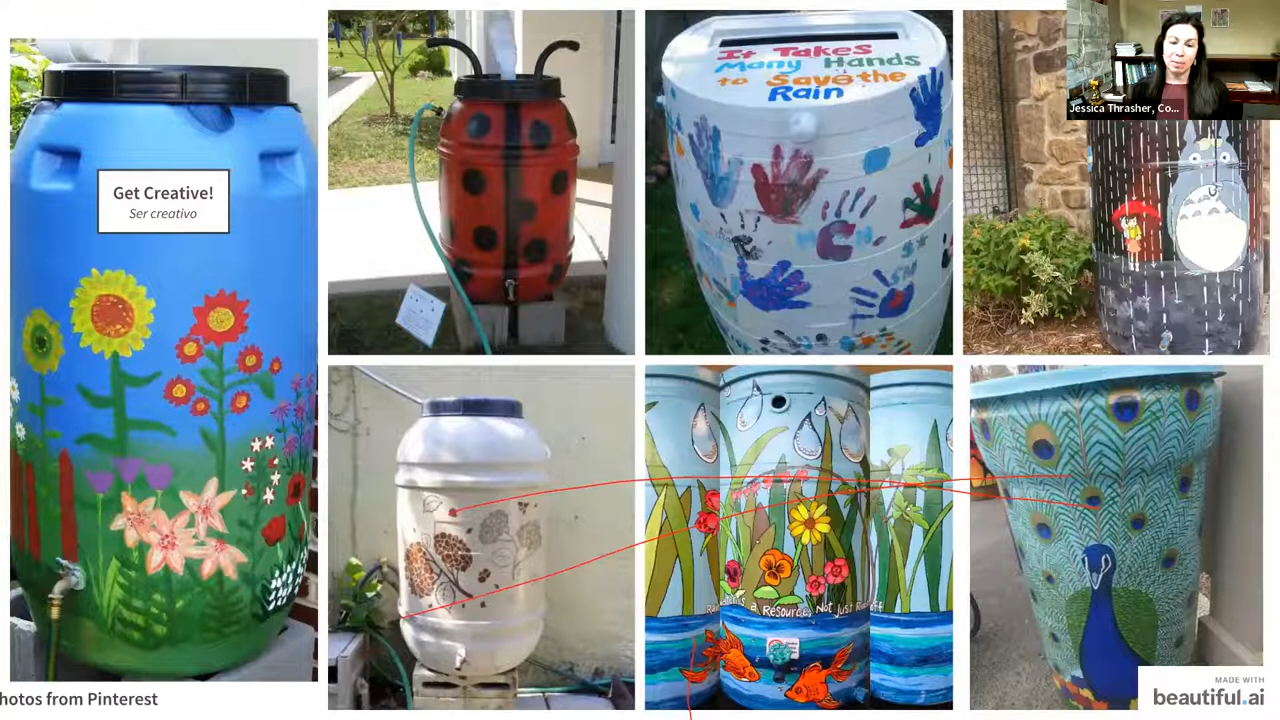 Get Creative!
Ser creativo
It Takes
Many Hands
to Save the
Rain
Jessica Thrasher, Co...
a Resource, Not Just
hotos from Pinterest
MADE WITH
beautiful.ai